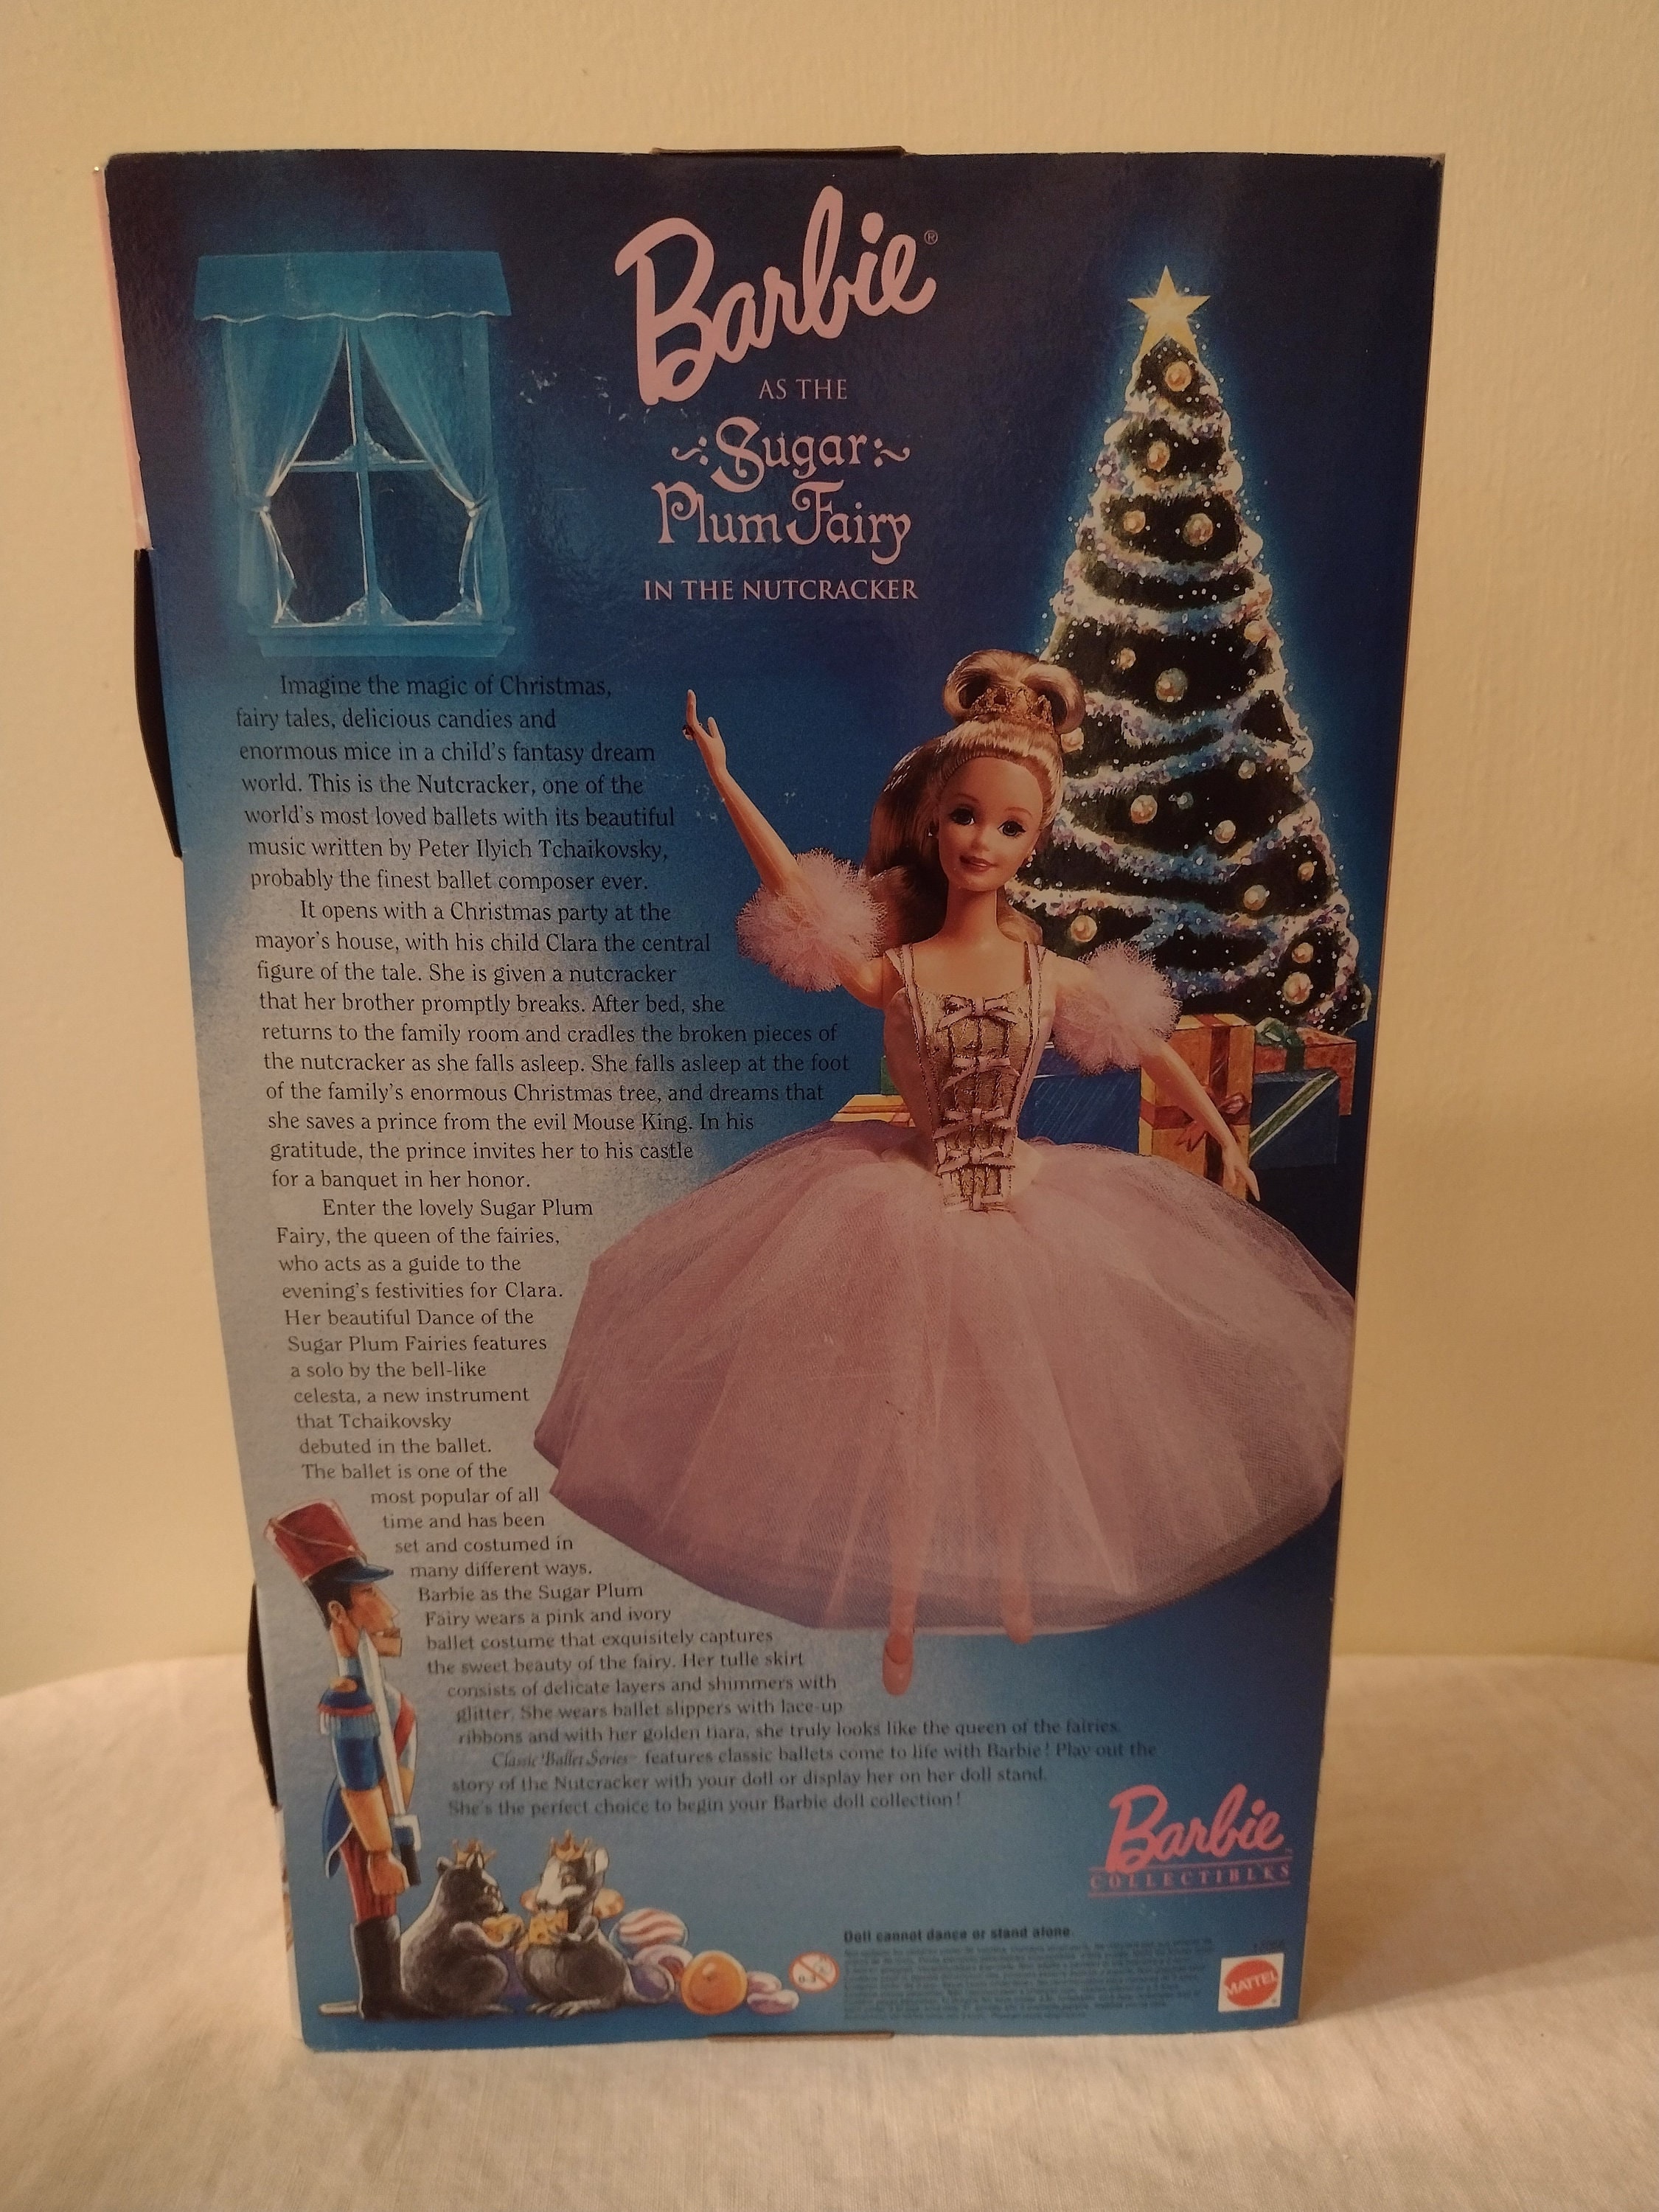 Barbie®
AS THE
Sugar
Plum Fairy
IN THE NUTCRACKER
Imagine the magic of Christmas,
fairy tales, delicious candies and
enormous mice in a child's fantasy dream
world. This is the Nutcracker, one of the
world's most loved ballets with its beautiful
music written by Peter Ilyich Tchaikovsky,
probably the finest ballet composer ever.
It opens with a Christmas party at the
mayor's house, with his child Clara the central
figure of the tale. She is given a nutcracker
that her brother promptly breaks. After bed, she
returns to the family room and cradles the broken pieces of
the nutcracker as she falls asleep. She falls asleep at the foot
of the family's enormous Christmas tree, and dreams that
she saves a prince from the evil Mouse King. In his
gratitude, the prince invites her to his castle
for a banquet in her honor.
Enter the lovely Sugar Plum
Fairy, the queen of the fairies,
who acts as a guide to the
evening's festivities for Clara.
Her beautiful Dance of the
Sugar Plum Fairies features
a solo by the bell-like
celesta, a new instrument
that Tchaikovsky
debuted in the ballet.
The ballet is one of the
most popular of all
time and has been
set and costumed in
many different ways.
Barbie as the Sugar Plum
Fairy wears a pink and ivory
ballet costume that exquisitely captures
the sweet beauty of the fairy. Her tulle skirt
consists of delicate layers and shimmers with
glitter. She wears ballet slippers with lace-up
ribbons and with her golden tiara, she truly looks like the queen of the fairies.
Classic Ballet Series™ features classic ballets come to life with Barbie! Play out the
story of the Nutcracker with your doll or display her on her doll stand.
She's the perfect choice to begin your Barbie doll collection!
Barbie™
COLLECTIBLES
Doll cannot dance or stand alone.
0-3
MATTEL